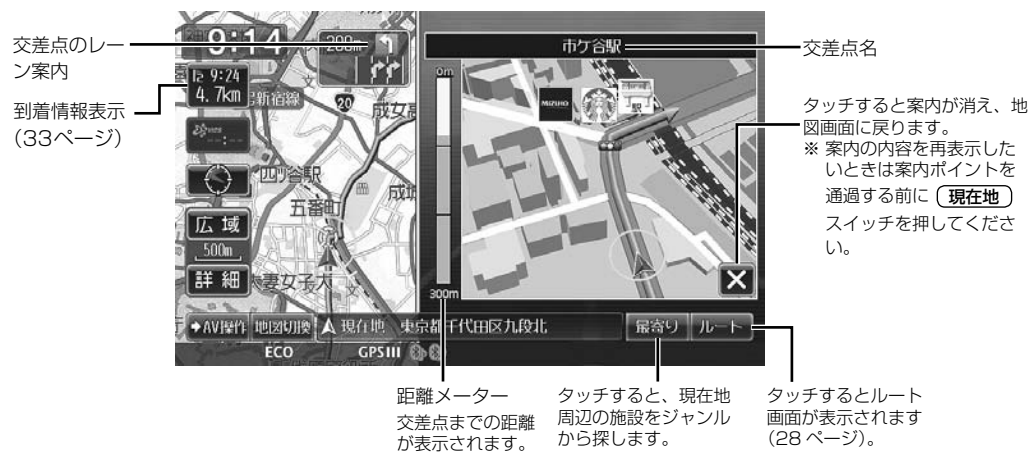 交差点のレー
ン案内
到着情報表示
(33ページ)
9:14
288m
9:24
4.7km
新宿線
20
成女高
四ツ谷駅
五番町
成城
広域
500m
詳細
妻女子大
0m
300m
市ケ谷駅
MIZUHO
➜AV操作
地図切換
現在地 東京都千代田区九段北
最寄り
ルート
ECO
GPSIII
交差点名
タッチすると案内が消え、地
図画面に戻ります。
※ 案内の内容を再表示した
いときは案内ポイントを
通過する前に 現在地
スイッチを押してくださ
い。
距離メーター
交差点までの距離
が表示されます。
タッチすると、現在地
周辺の施設をジャンル
から探します。
タッチするとルート
画面が表示されます
(28 ページ)。